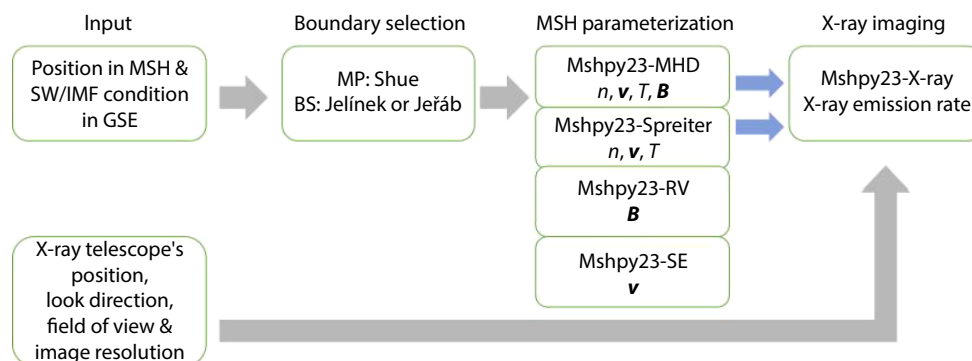 Input
Position in MSH &
SW/IMF condition
in GSE
Boundary selection
MP: Shue
BS: Jelínek or Jeřáb
MSH parameterization
Mshpy23-MHD
n, v, T, B
Mshpy23-Spreiter
n, v, T
Mshpy23-RV
B
Mshpy23-SE
v
X-ray imaging
Mshpy23-X-ray
X-ray emission rate
X-ray telescope's
position,
look direction,
field of view &
image resolution